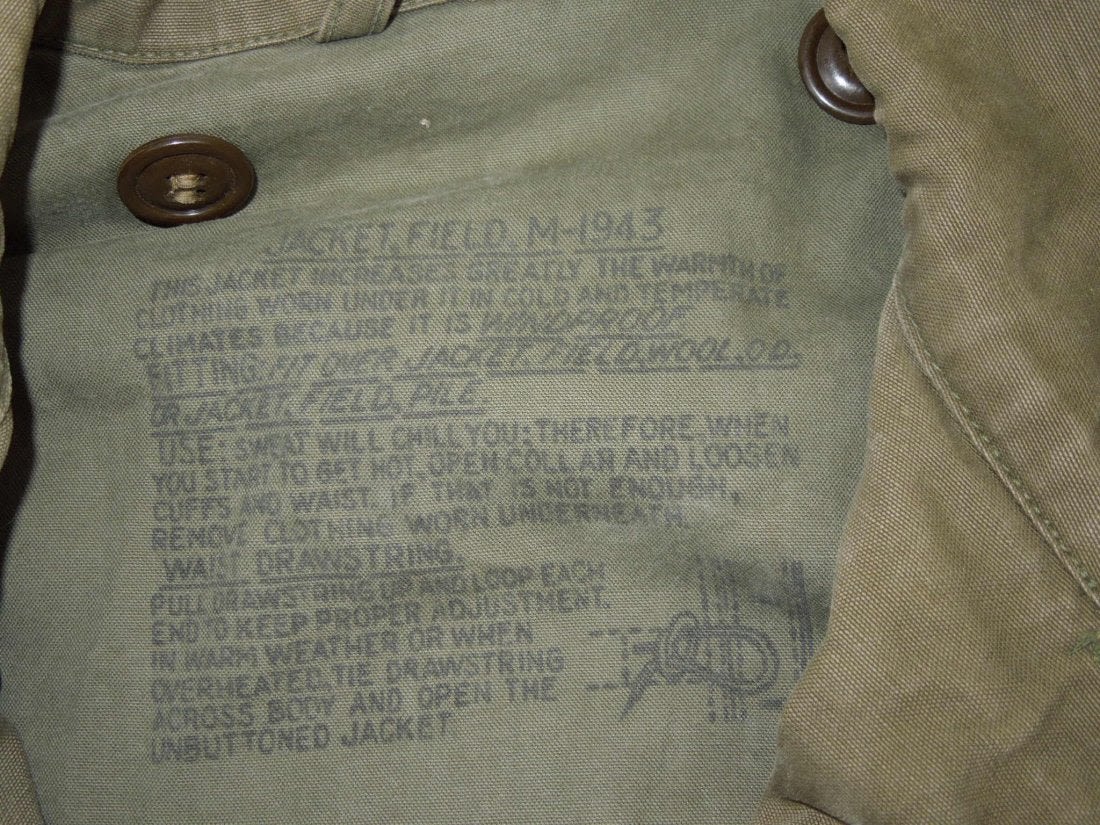 JACKET, FIELD, M-1943
THIS JACKET INCREASES GREATLY THE WARMTH OF
CLOTHING WORN UNDER IT IN COLD AND TEMPERATE
CLIMATES BECAUSE IT IS WINDPROOF
FITTING: FIT OVER JACKET, FIELD, WOOL, O.D.
OR JACKET, FIELD, PILE.
USE: SWEAT WILL CHILL YOU: THEREFORE WHEN
YOU START TO GET HOT, OPEN COLLAR AND LOOSEN
CUFFS AND WAIST. IF THAT IS NOT ENOUGH,
REMOVE CLOTHING WORN UNDERNEATH.
WAIST DRAWSTRING.
PULL DRAWSTRING UP AND LOOP EACH
END TO KEEP PROPER ADJUSTMENT.
IN WARM WEATHER OR WHEN
OVERHEATED, TIE DRAWSTRING
ACROSS BODY AND OPEN THE
UNBUTTONED JACKET.